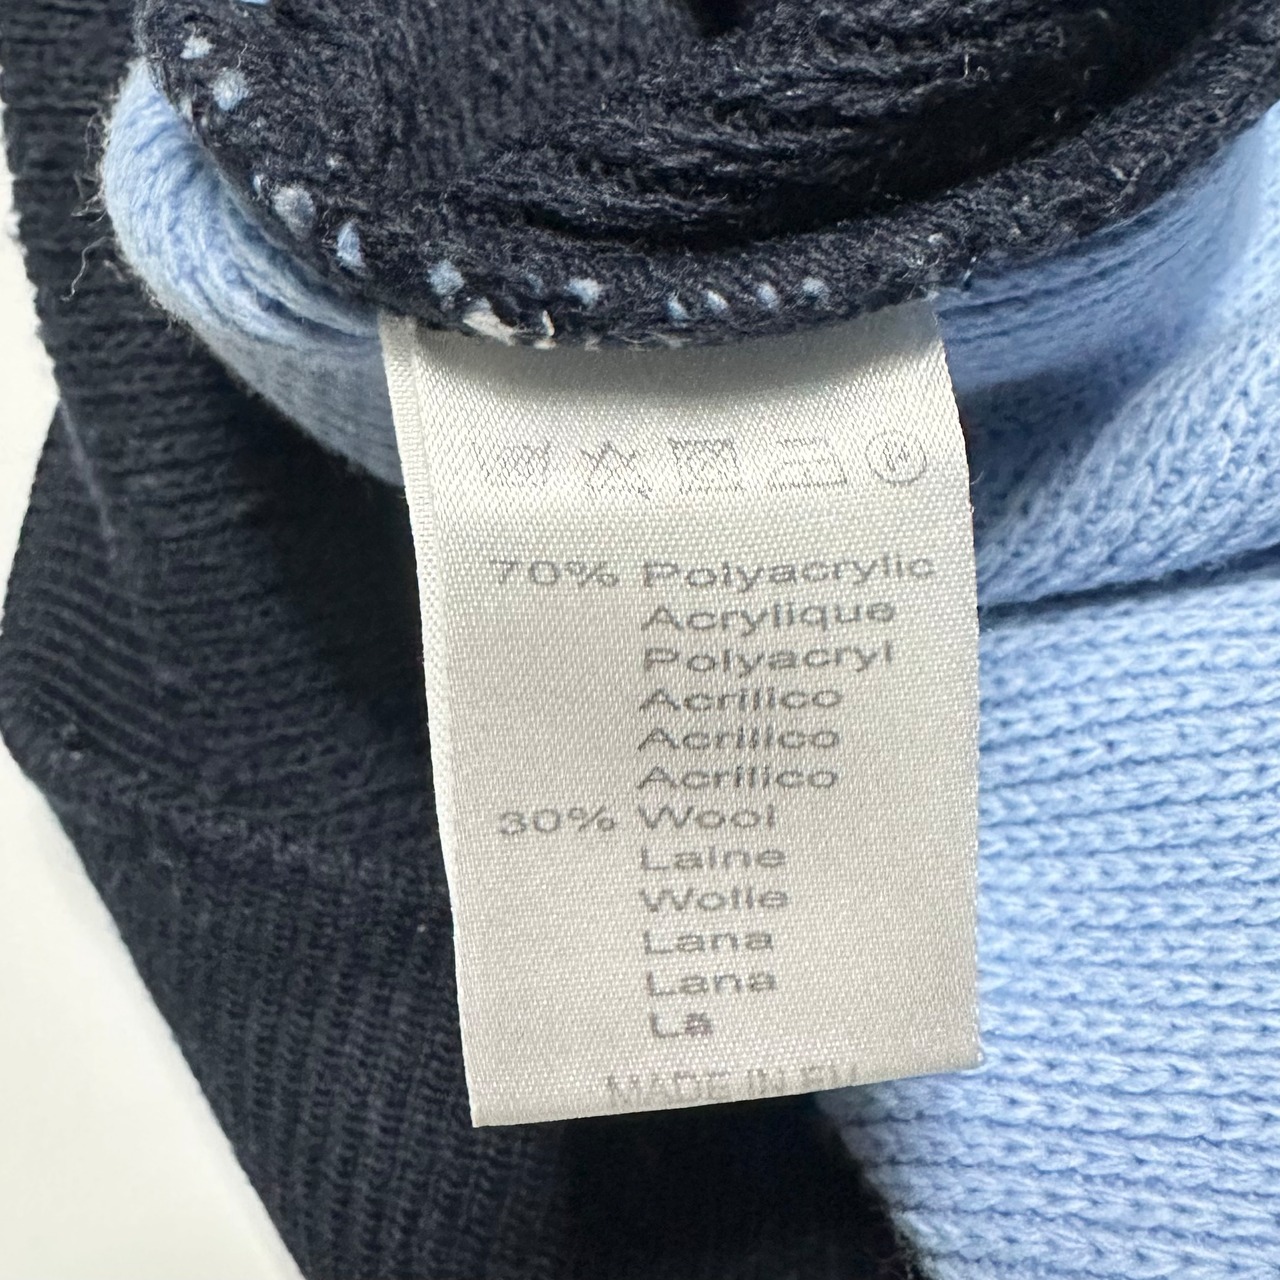 70% Polyacrylic
Acrylique
Polyacryl
Acrilico
Acrilico
Acrilico
30% Wool
Laine
Wolle
Lana
Lana
Lã
MADE IN EU